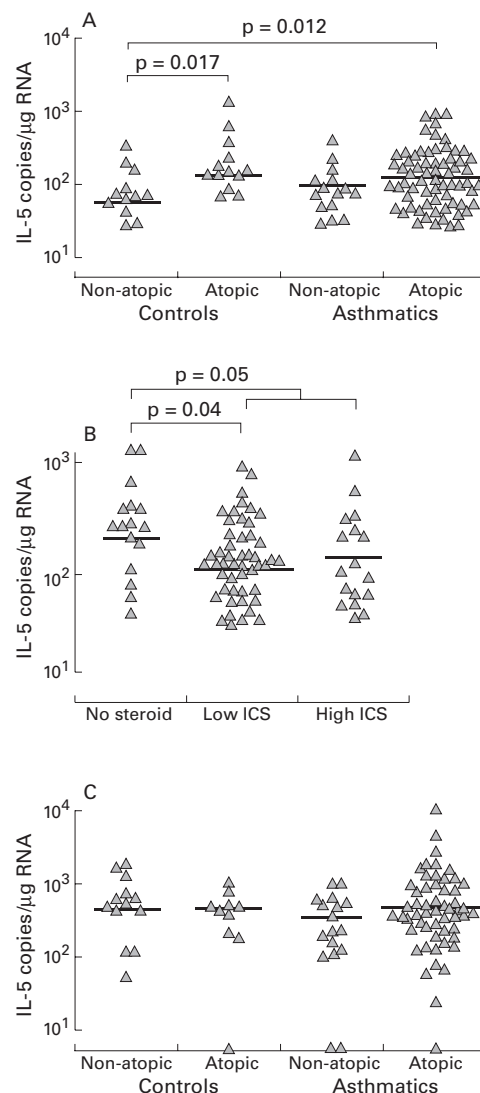 A
IL-5 copies/μg RNA
10⁴
10³
10²
10¹
p = 0.012
p = 0.017
Non-atopic Atopic Non-atopic Atopic
Controls Asthmatics
B
IL-5 copies/μg RNA
10³
10²
10¹
p = 0.05
p = 0.04
No steroid Low ICS High ICS
C
IL-5 copies/μg RNA
10⁴
10³
10²
10¹
Non-atopic Atopic Non-atopic Atopic
Controls Asthmatics